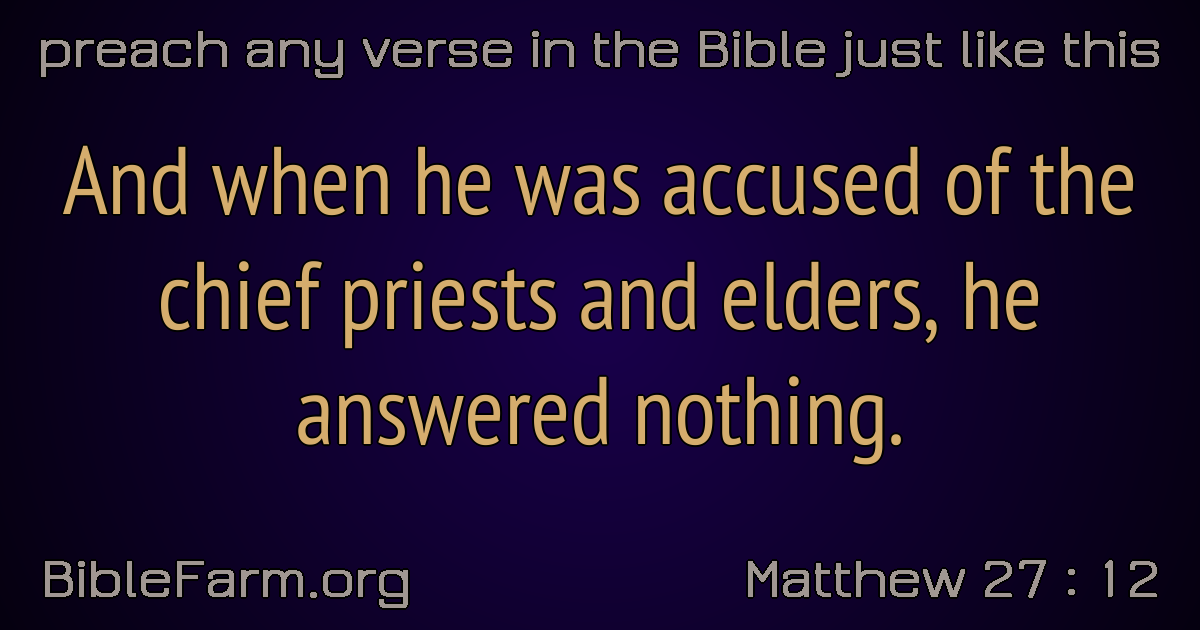 preach any verse in the Bible just like this
And when he was accused of the
chief priests and elders, he
answered nothing.
BibleFarm.org
Matthew 27 : 12